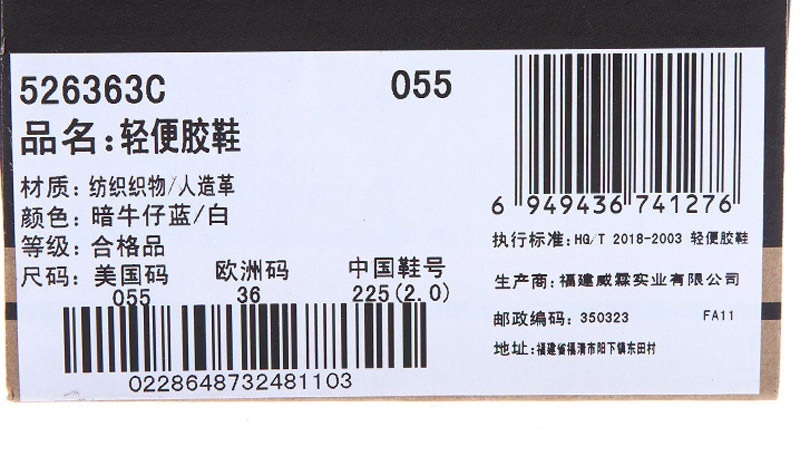 526363C 055
品名:轻便胶鞋
材质: 纺织织物/人造革
颜色: 暗牛仔蓝/白
等级: 合格品
尺码: 美国码 欧洲码 中国鞋号
055 36 225(2.0)
0228648732481103
6 949436 741276
执行标准:HG/T 2018-2003 轻便胶鞋
生产商:福建威霖实业有限公司
邮政编码: 350323 FA11
地址:福建省福清市阳下镇东田村